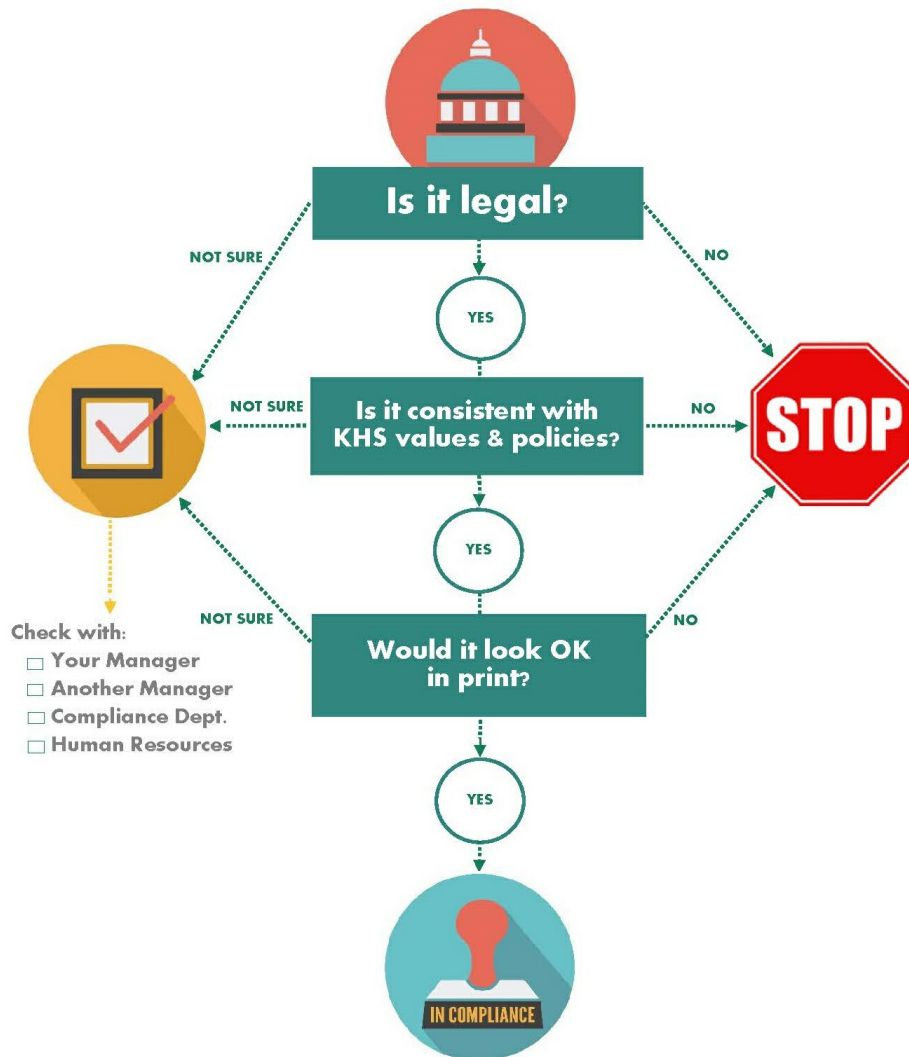 Is it legal?
NOT SURE
NO
YES
Is it consistent with
KHS values & policies?
NOT SURE
NO
STOP
YES
NOT SURE
NO
Would it look OK
in print?
Check with:
Your Manager
Another Manager
Compliance Dept.
Human Resources
YES
IN COMPLIANCE